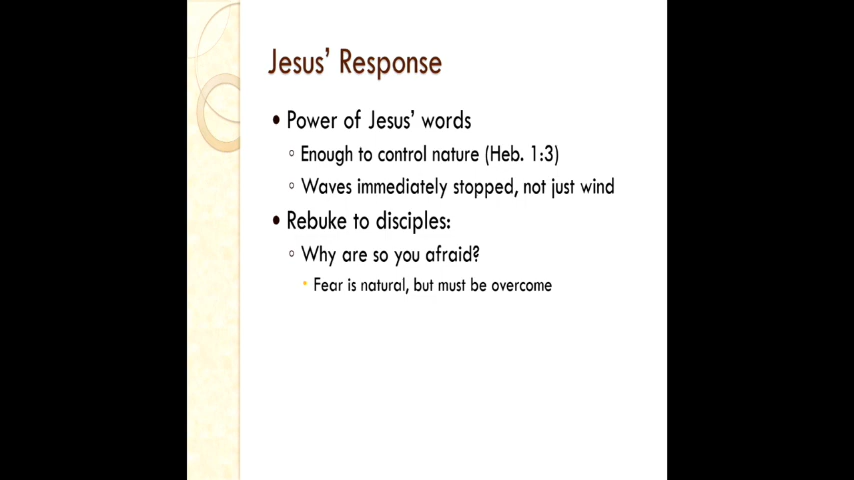 Jesus’ Response
• Power of Jesus’ words
◦ Enough to control nature (Heb. 1:3)
◦ Waves immediately stopped, not just wind
• Rebuke to disciples:
◦ Why are so you afraid?
• Fear is natural, but must be overcome